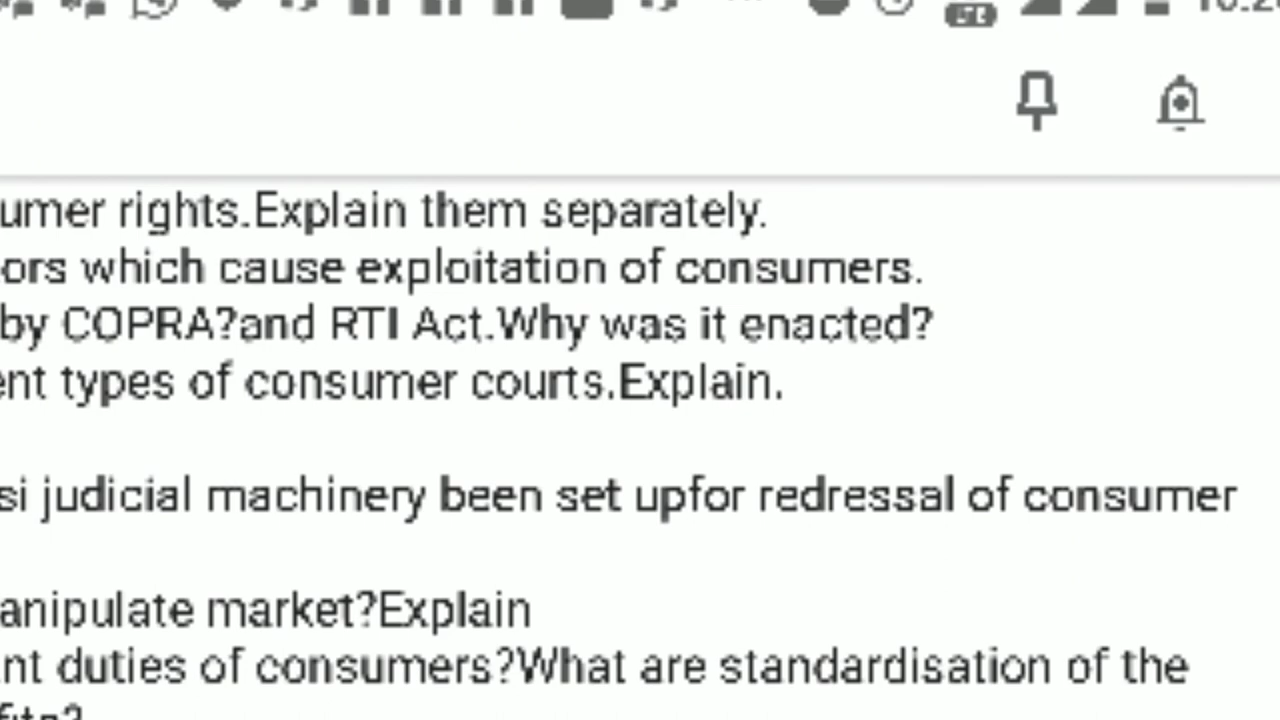 umer rights.Explain them separately.
ors which cause exploitation of consumers.
by COPRA?and RTI Act.Why was it enacted?
ent types of consumer courts.Explain.
si judicial machinery been set upfor redressal of consumer
anipulate market?Explain
nt duties of consumers?What are standardisation of the